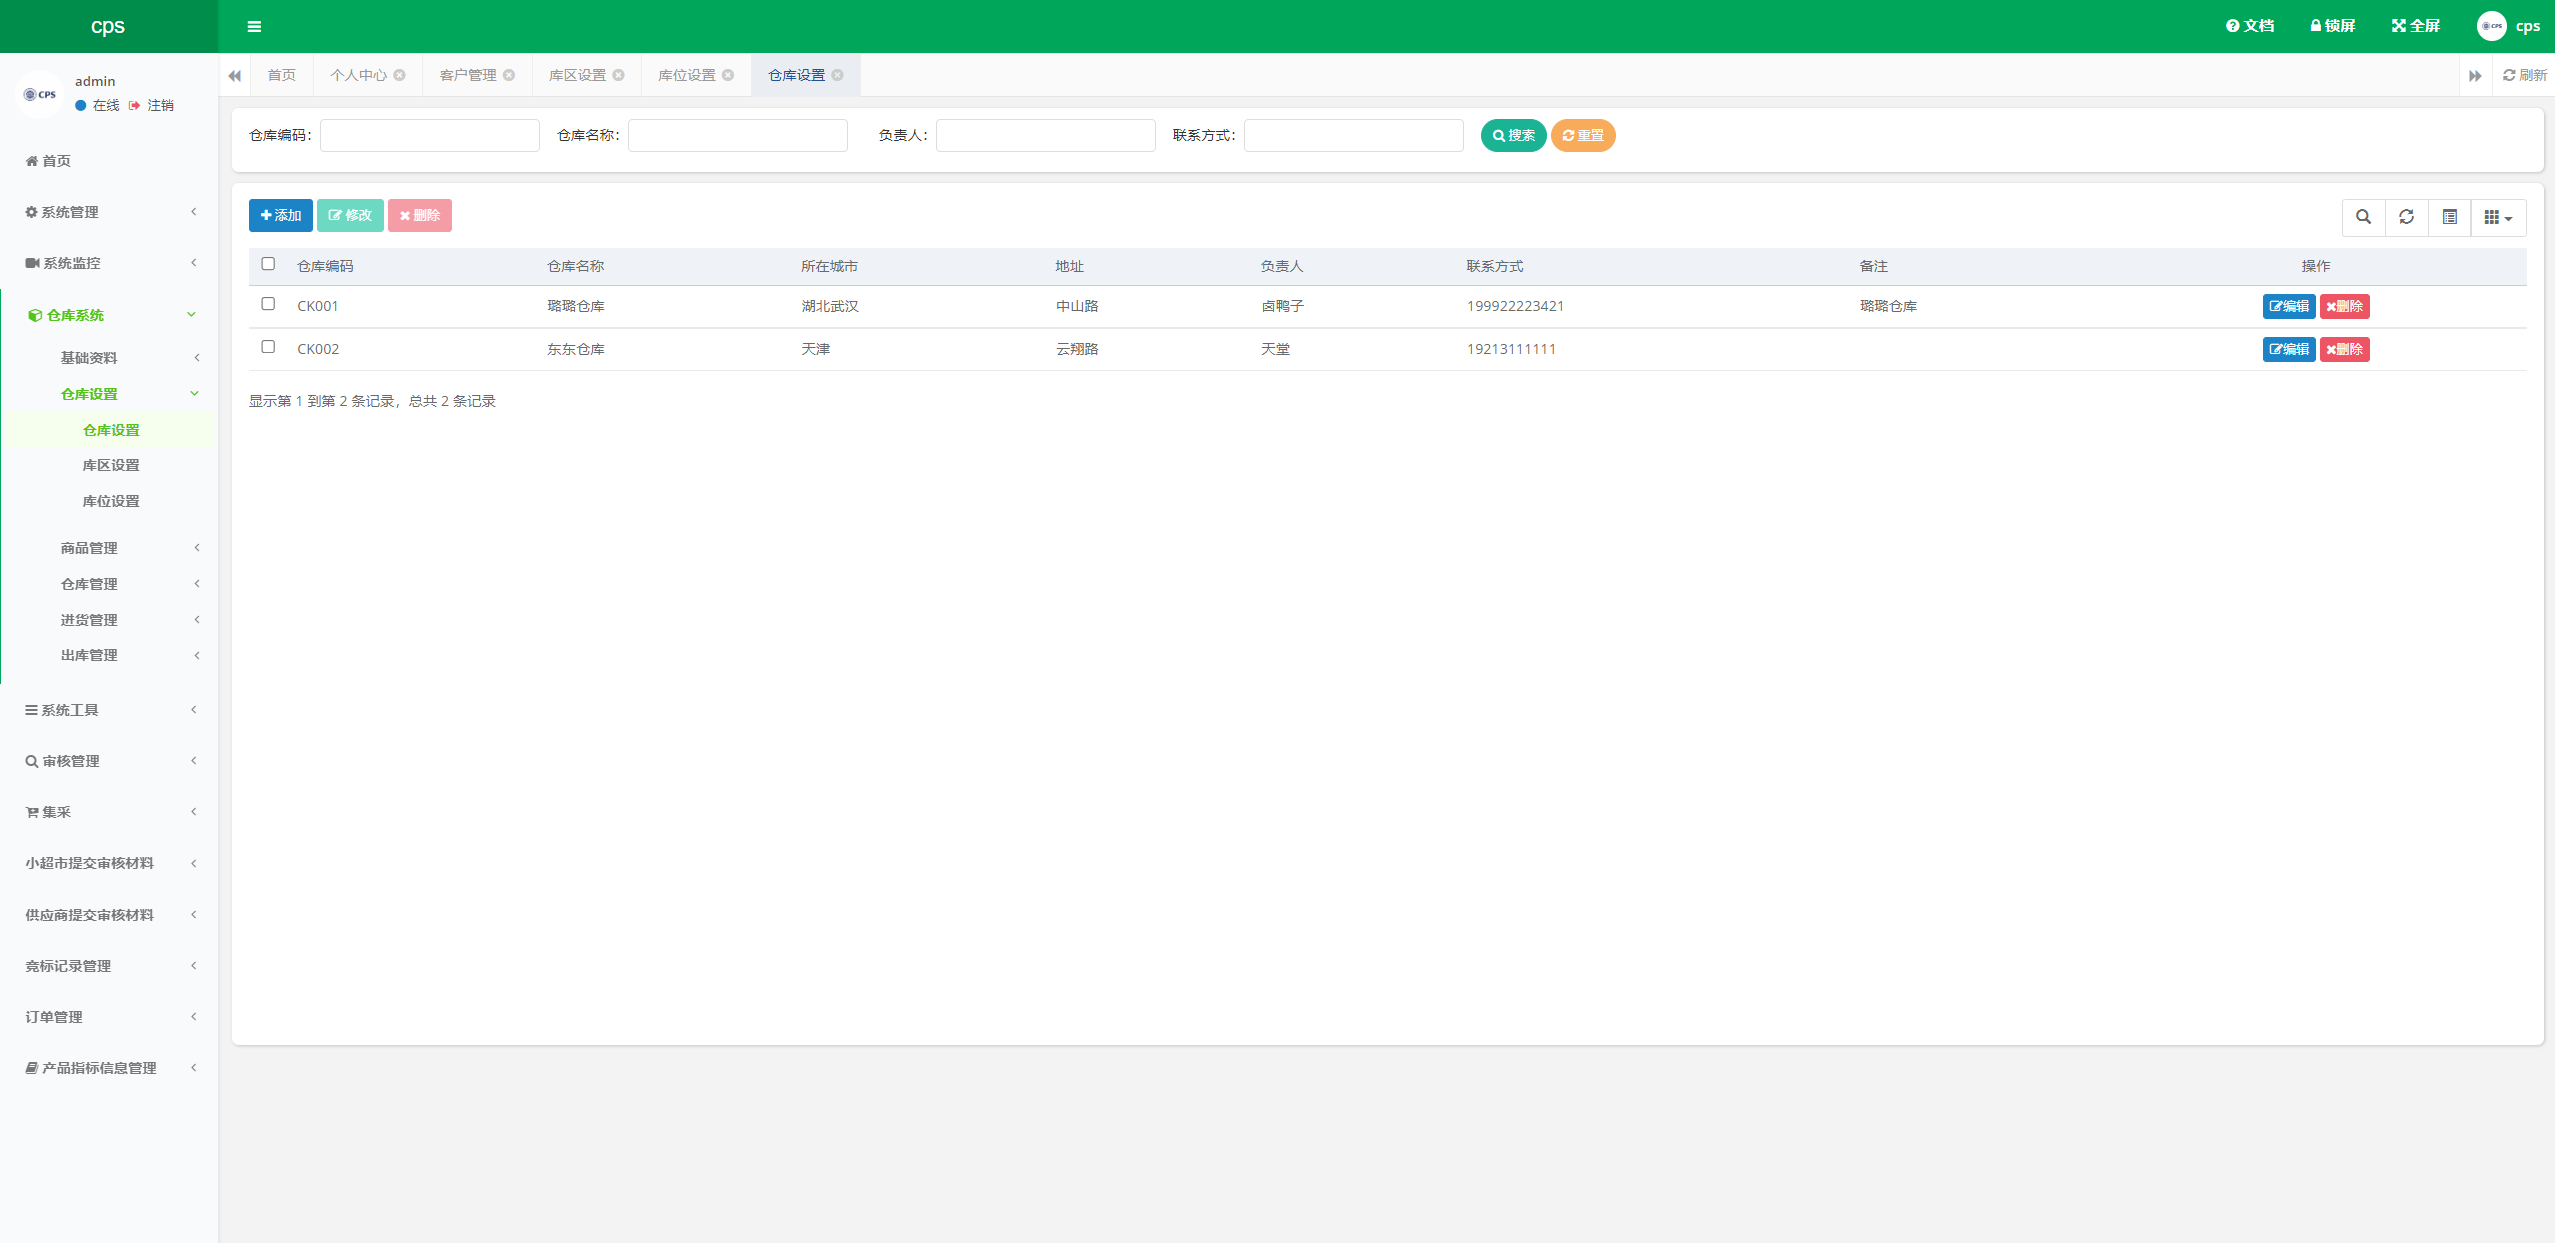 cps
文档 锁屏 全屏 cps
admin
在线 注销
首页 个人中心 客户管理 库区设置 库位设置 仓库设置 刷新
CPS
首页
系统管理
系统监控
仓库系统
基础资料
仓库设置
仓库设置
库区设置
库位设置
商品管理
仓库管理
进货管理
出库管理
系统工具
审核管理
集采
小超市提交审核材料
供应商提交审核材料
竞标记录管理
订单管理
产品指标信息管理
仓库编码： 仓库名称： 负责人： 联系方式： 搜索 重置
添加 修改 删除
仓库编码 仓库名称 所在城市 地址 负责人 联系方式 备注 操作
CK001 璐璐仓库 湖北武汉 中山路 卤鸭子 199922223421 璐璐仓库 编辑 删除
CK002 东东仓库 天津 云翔路 天堂 19213111111 编辑 删除
显示第 1 到第 2 条记录，总共 2 条记录